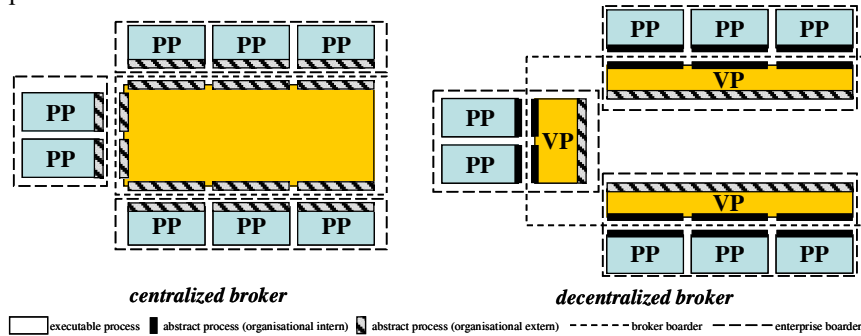 PP PP PP
PP
PP
PP PP PP
centralized broker
PP PP PP
VP
PP
VP
PP
VP
PP PP PP
decentralized broker
executable process abstract process (organisational intern) abstract process (organisational extern) broker boarder enterprise boarder